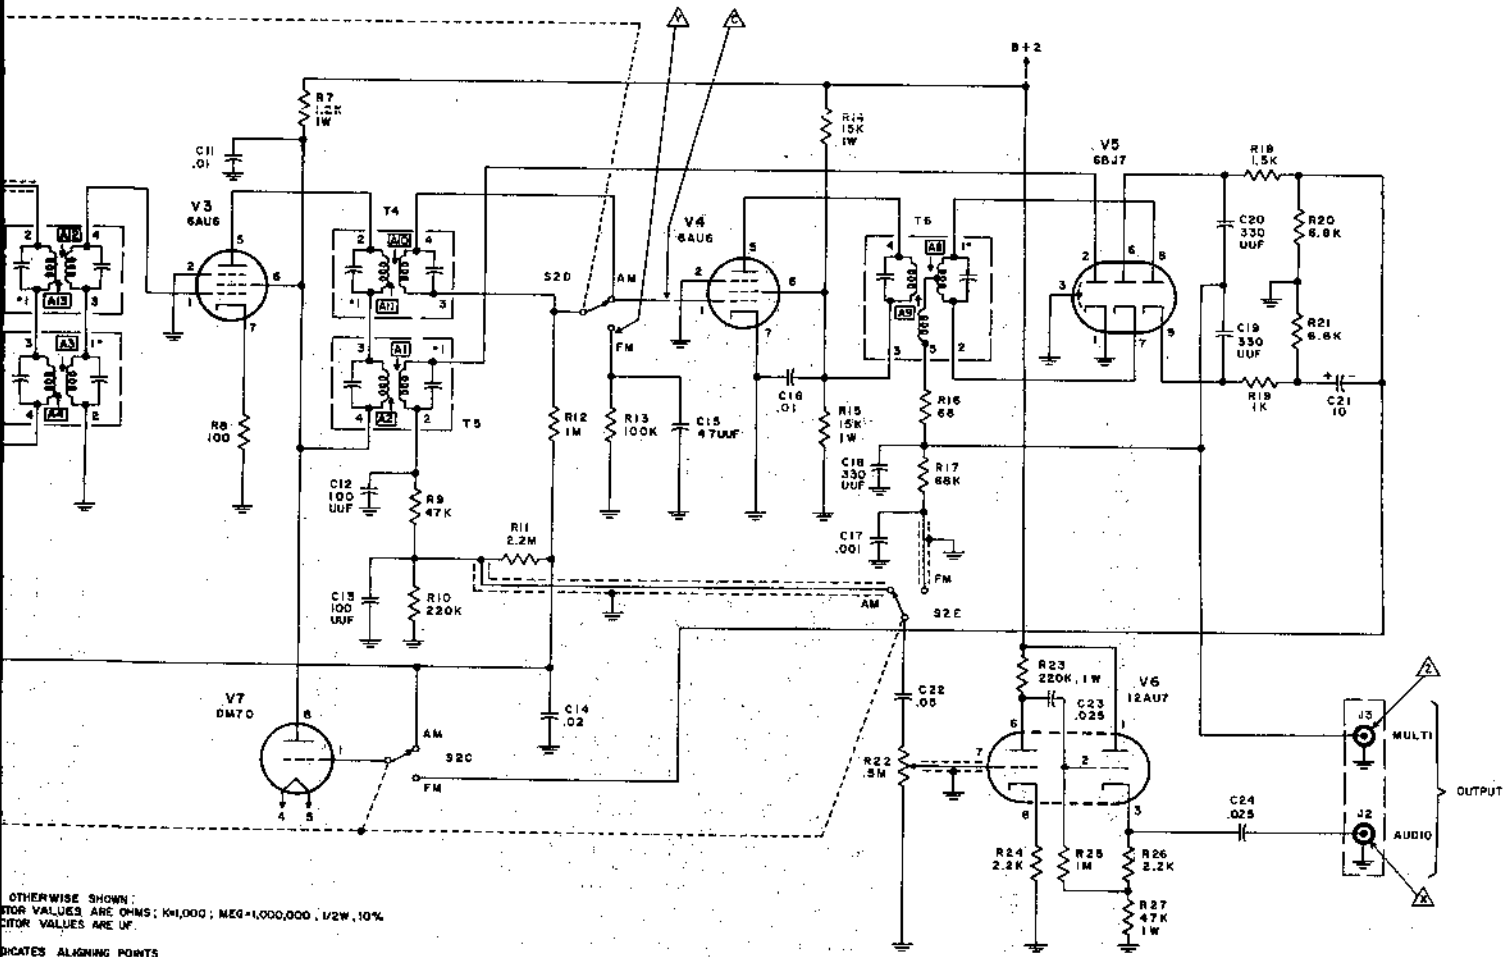 Y
C
B+2
R7
1.2K
1W
R14
15K
1W
C11
.01
V5
6BJ7
R18
1.5K
V3
6AU6
T4
V4
6AU6
T6
A12
A10
A8
C20
330
UUF
R20
6.8K
S2D
AM
A13
A11
A9
A3
A1
FM
C19
330
UUF
R21
6.8K
A4
A2
T5
R8
100
R12
1M
R13
100K
C15
47UUF
C16
.01
R15
15K
1W
R16
68
R19
1K
C21
10
C12
100
UUF
R9
47K
C18
330
UUF
R17
68K
R11
2.2M
C17
.001
C13
100
UUF
R10
220K
FM
AM
S2E
V7
DM70
C14
.02
AM
S2C
FM
C22
.05
R23
220K, 1W
C23
.025
V6
12AU7
Z
J3
MULTI
R22
.5M
OUTPUT
C24
.025
J2
AUDIO
R24
2.2K
R25
1M
R26
2.2K
R27
47K
1W
X
OTHERWISE SHOWN:
STOR VALUES ARE OHMS; K=1,000; MEG=1,000,000, 1/2W, 10%
CITOR VALUES ARE UF.
DICATES ALIGNING POINTS